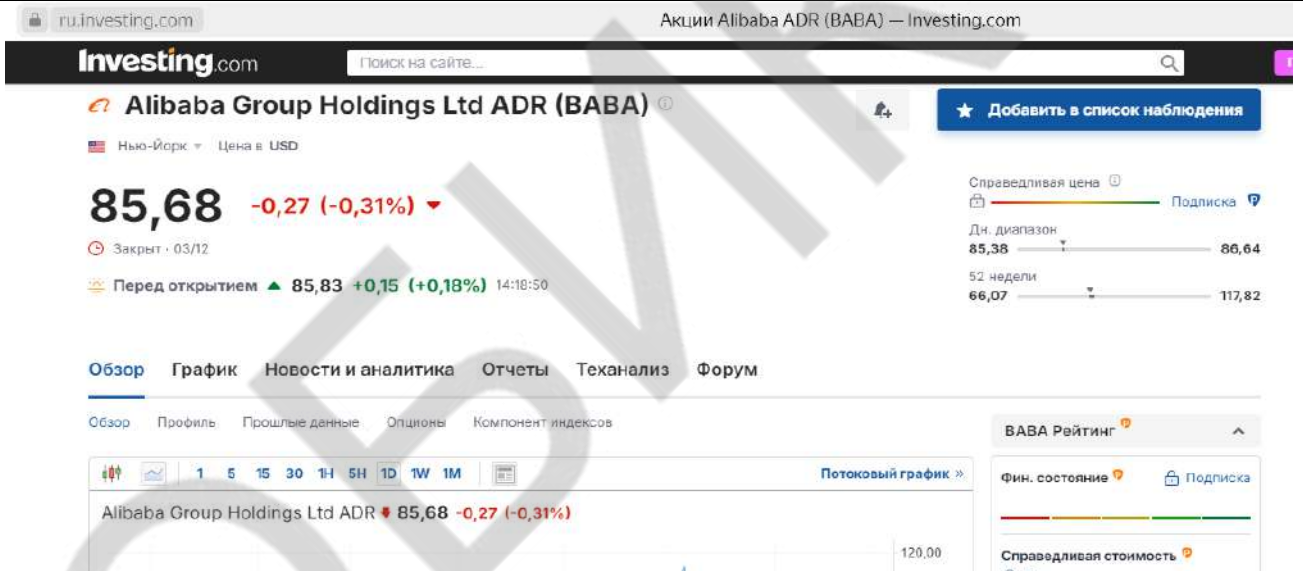 ru.investing.com
Акции Alibaba ADR (BABA) — Investing.com
Investing.com
Поиск на сайте...
Alibaba Group Holdings Ltd ADR (BABA)
Добавить в список наблюдения
Нью-Йорк
Цена в USD
85,68 -0,27 (-0,31%)
Закрыт · 03/12
Перед открытием 85,83 +0,15 (+0,18%) 14:18:50
Справедливая цена
Подписка
Дн. диапазон
85,38 86,64
52 недели
66,07 117,82
Обзор График Новости и аналитика Отчеты Теханализ Форум
Обзор Профиль Прошлые данные Опционы Компонент индексов
1 5 15 30 1H 5H 1D 1W 1M
Потоковый график »
Alibaba Group Holdings Ltd ADR 85,68 -0,27 (-0,31%)
120,00
BABA Рейтинг
Фин. состояние Подписка
Справедливая стоимость